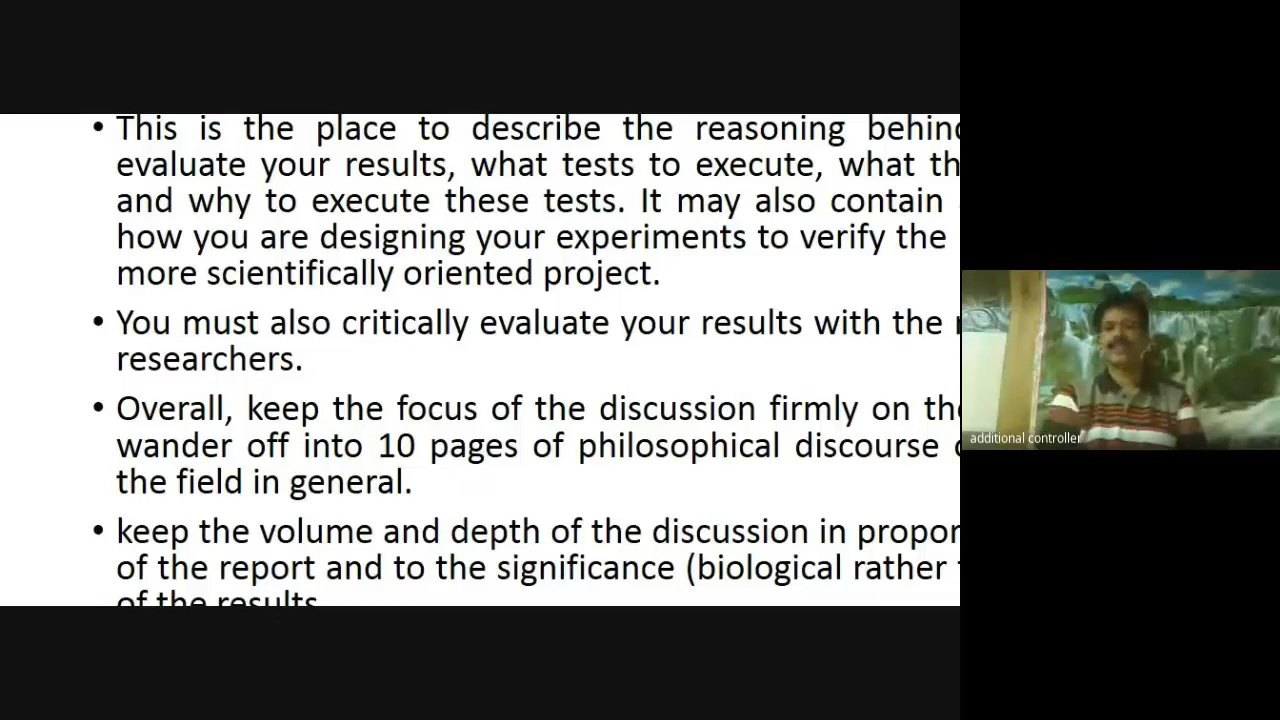 • This is the place to describe the reasoning behind
evaluate your results, what tests to execute, what
and why to execute these tests. It may also contain
how you are designing your experiments to verify the
more scientifically oriented project.
• You must also critically evaluate your results with the
researchers.
• Overall, keep the focus of the discussion firmly on
wander off into 10 pages of philosophical discourse
the field in general.
• keep the volume and depth of the discussion in
of the report and to the significance (biological rather
of the results
additional controller